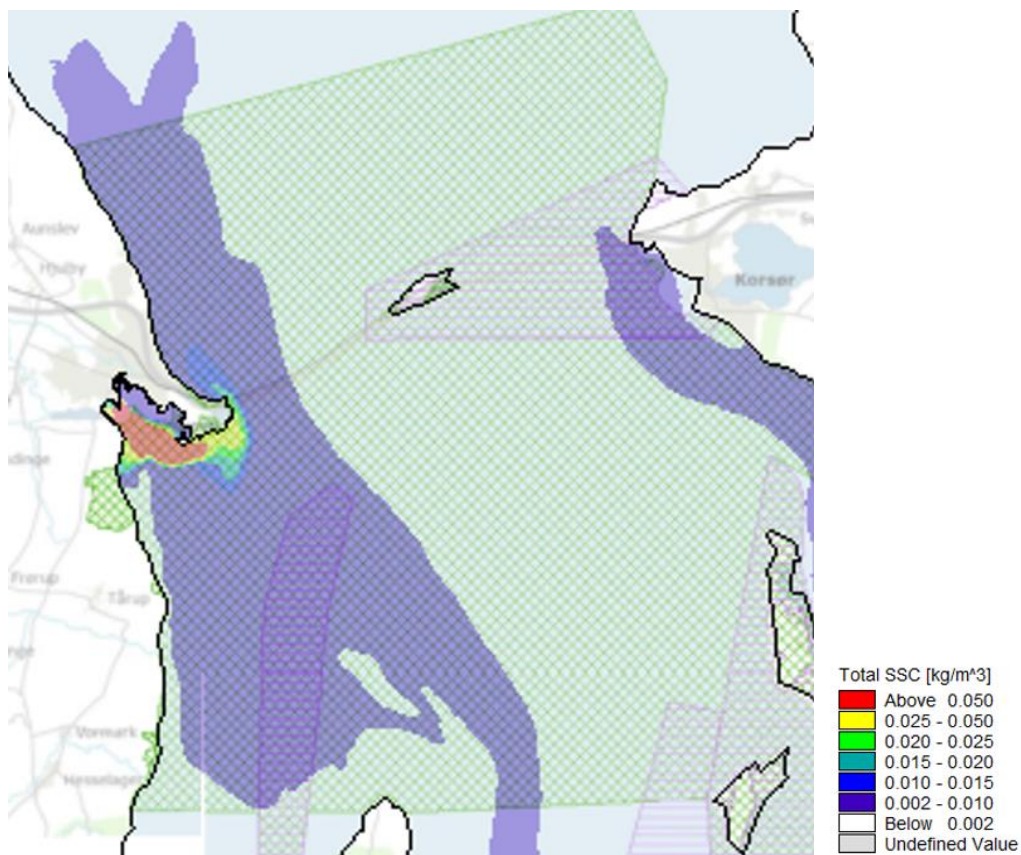 Aunslev
Hjulby
Korsør
Frørup
Tårup
Vormark
Total SSC [kg/m^3]
Above 0.050
0.025 - 0.050
0.020 - 0.025
0.015 - 0.020
0.010 - 0.015
0.002 - 0.010
Below 0.002
Undefined Value